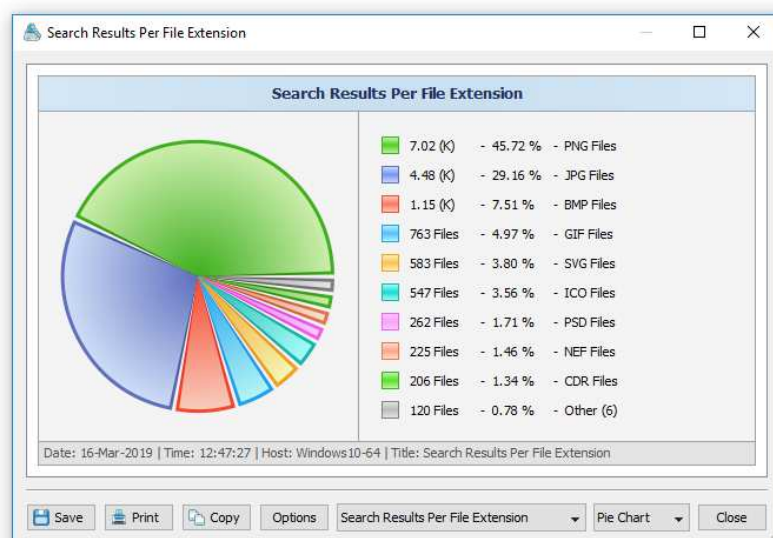 Search Results Per File Extension
Search Results Per File Extension
7.02 (K) - 45.72 % - PNG Files
4.48 (K) - 29.16 % - JPG Files
1.15 (K) - 7.51 % - BMP Files
763 Files - 4.97 % - GIF Files
583 Files - 3.80 % - SVG Files
547 Files - 3.56 % - ICO Files
262 Files - 1.71 % - PSD Files
225 Files - 1.46 % - NEF Files
206 Files - 1.34 % - CDR Files
120 Files - 0.78 % - Other (6)
Date: 16-Mar-2019 | Time: 12:47:27 | Host: Windows10-64 | Title: Search Results Per File Extension
Save Print Copy Options Search Results Per File Extension Pie Chart Close